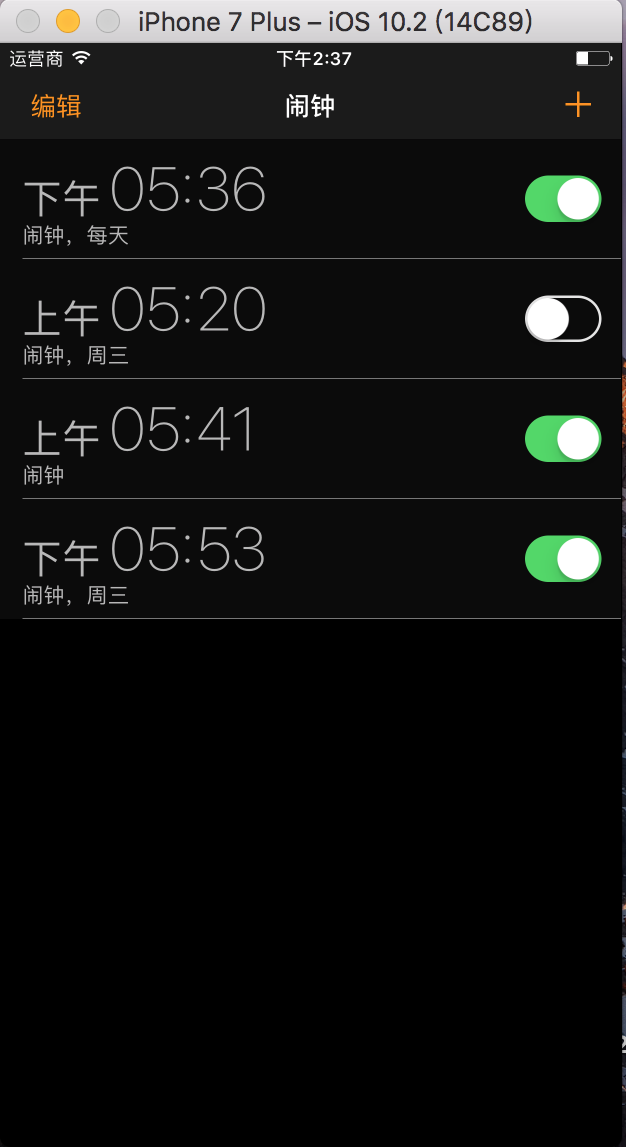 iPhone 7 Plus – iOS 10.2 (14C89)
运营商 下午2:37
编辑 闹钟 +
下午 05:36
闹钟，每天
上午 05:20
闹钟，周三
上午 05:41
闹钟
下午 05:53
闹钟，周三